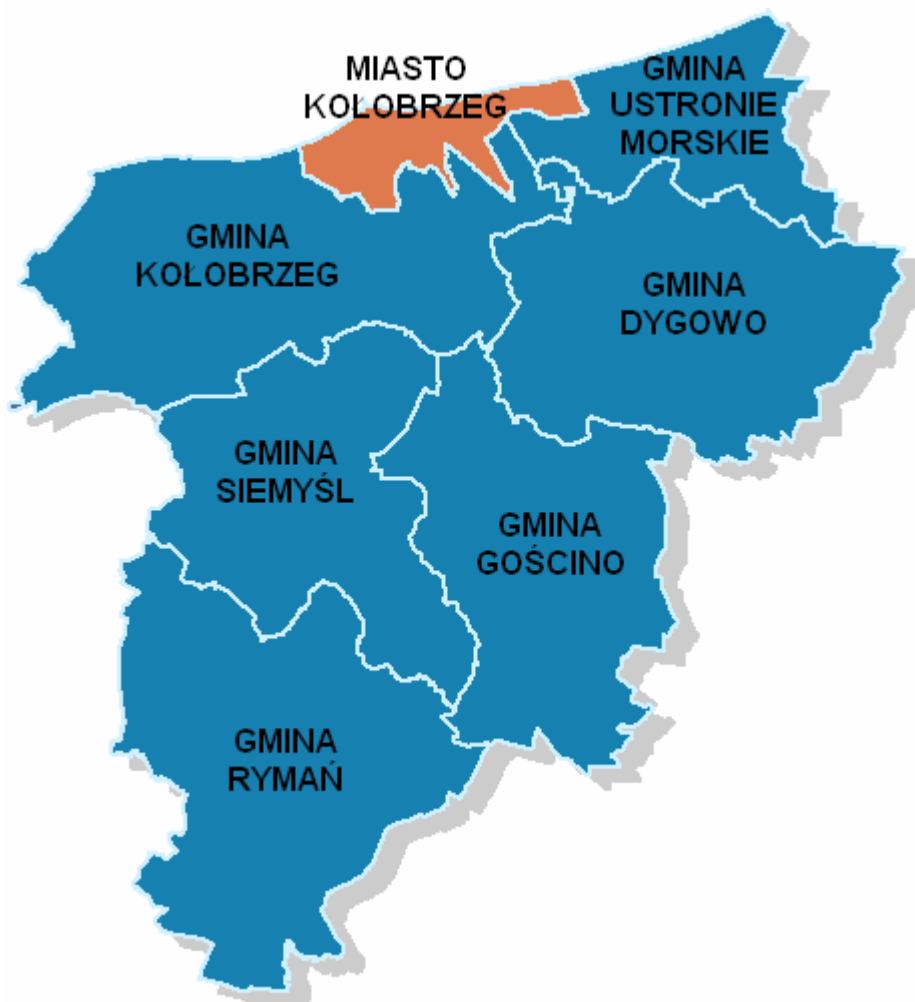 MIASTO
KOŁOBRZEG
GMINA
USTRONIE
MORSKIE
GMINA
KOŁOBRZEG
GMINA
DYGOWO
GMINA
SIEMYŚL
GMINA
GOŚCINO
GMINA
RYMAŃ